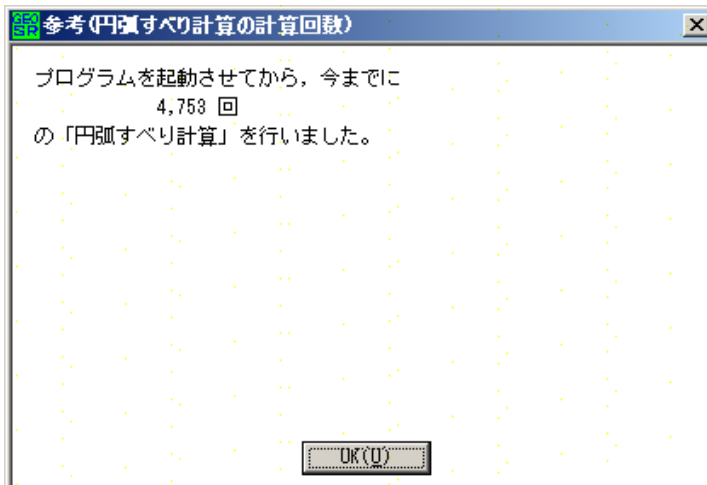 GEO SR 参考(円弧すべり計算の計算回数)
プログラムを起動させてから，今までに
4,753 回
の「円弧すべり計算」を行いました。
OK(U)